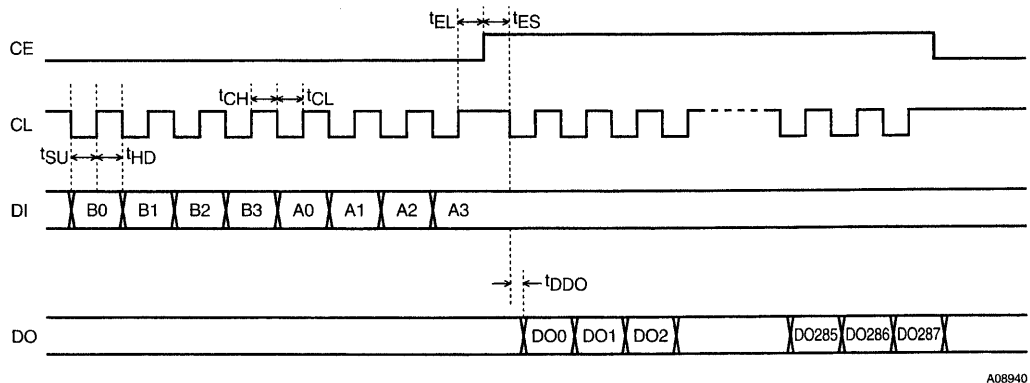 tEL tES
CE
tCH tCL
CL
tSU tHD
DI B0 B1 B2 B3 A0 A1 A2 A3
tDDO
DO DO0 DO1 DO2 DO285 DO286 DO287
A08940